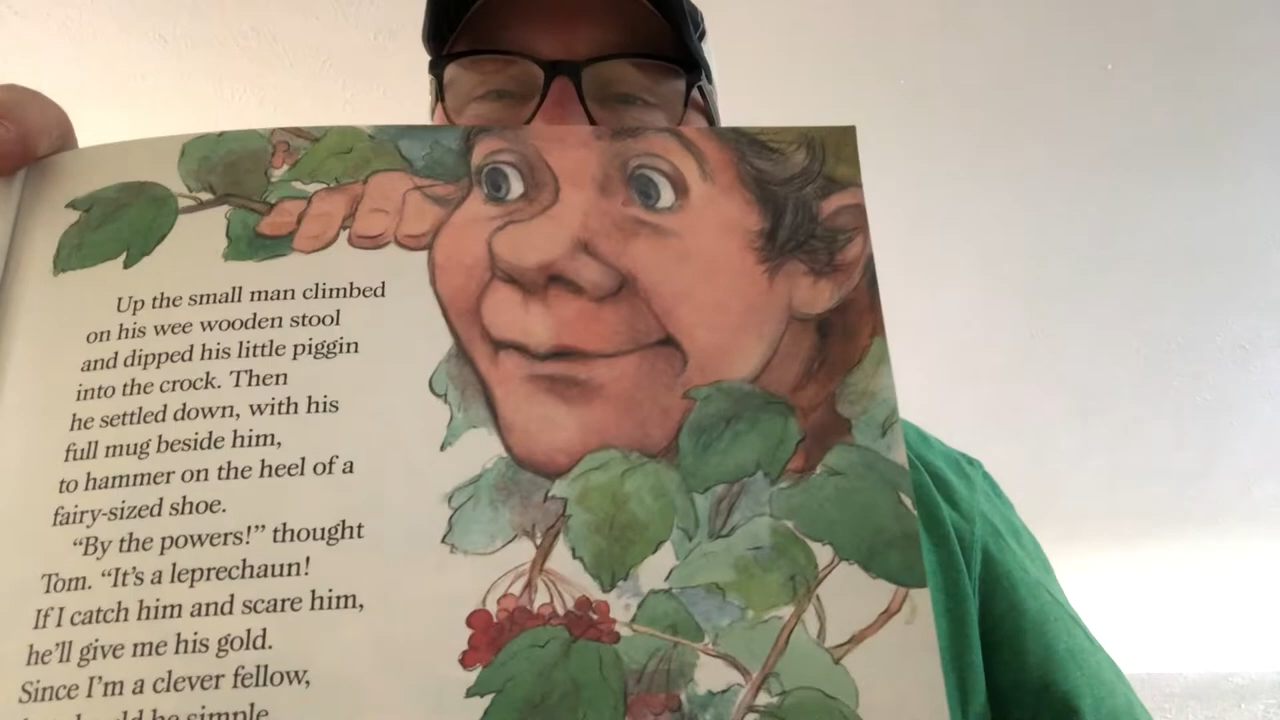 Up the small man climbed
on his wee wooden stool
and dipped his little piggin
into the crock. Then
he settled down, with his
full mug beside him,
to hammer on the heel of a
fairy-sized shoe.
“By the powers!” thought
Tom. “It’s a leprechaun!
If I catch him and scare him,
he’ll give me his gold.
Since I’m a clever fellow,
be simple